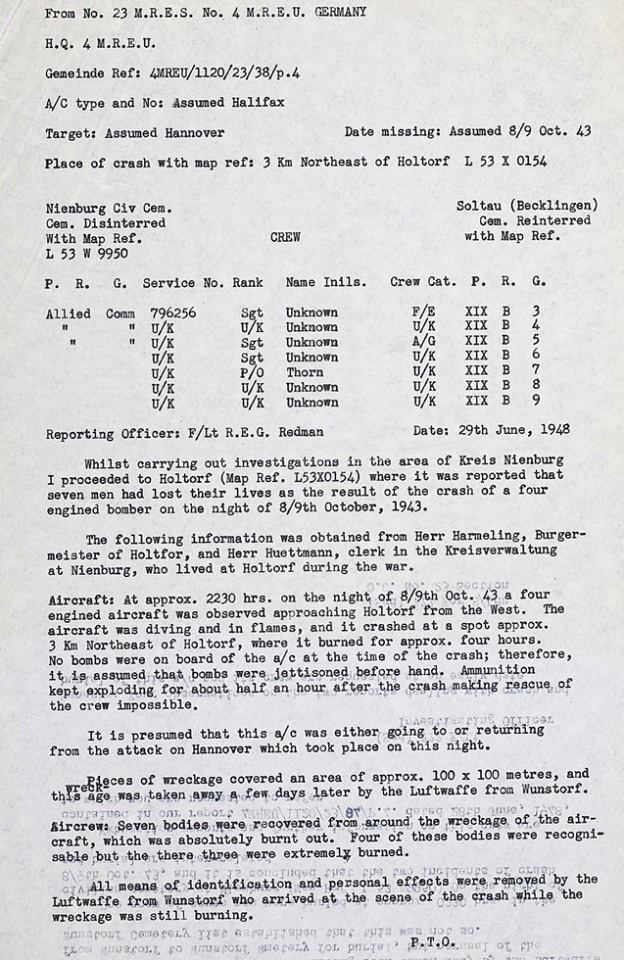 From No. 23 M.R.E.S. No. 4 M.R.E.U. GERMANY
H.Q. 4 M.R.E.U.
Gemeinde Ref: 4MREU/1120/23/38/p.4
A/C type and No: Assumed Halifax
Target: Assumed Hannover Date missing: Assumed 8/9 Oct. 43
Place of crash with map ref: 3 Km Northeast of Holtorf L 53 X 0154
Nienburg Civ Cem. Soltau (Becklingen)
Cem. Disinterred Cem. Reinterred
With Map Ref. CREW with Map Ref.
L 53 W 9950
P. R. G. Service No. Rank Name Inils. Crew Cat. P. R. G.
Allied Comm 796256 Sgt Unknown F/E XIX B 3
" " U/K U/K Unknown U/K XIX B 4
" " U/K Sgt Unknown A/G XIX B 5
U/K Sgt Unknown U/K XIX B 6
U/K P/O Thorn U/K XIX B 7
U/K U/K Unknown U/K XIX B 8
U/K U/K Unknown U/K XIX B 9
Reporting Officer: F/Lt R.E.G. Redman Date: 29th June, 1948
Whilst carrying out investigations in the area of Kreis Nienburg
I proceeded to Holtorf (Map Ref. L53X0154) where it was reported that
seven men had lost their lives as the result of the crash of a four
engined bomber on the night of 8/9th October, 1943.
The following information was obtained from Herr Harmeling, Burger-
meister of Holtfor, and Herr Huettmann, clerk in the Kreisverwaltung
at Nienburg, who lived at Holtorf during the war.
Aircraft: At approx. 2230 hrs. on the night of 8/9th Oct. 43 a four
engined aircraft was observed approaching Holtorf from the West. The
aircraft was diving and in flames, and it crashed at a spot approx.
3 Km Northeast of Holtorf, where it burned for approx. four hours.
No bombs were on board of the a/c at the time of the crash; therefore,
it is assumed that bombs were jettisoned before hand. Ammunition
kept exploding for about half an hour after the crash making rescue of
the crew impossible.
It is presumed that this a/c was either going to or returning
from the attack on Hannover which took place on this night.
Pieces of wreckage covered an area of approx. 100 x 100 metres, and
wreck-
this age was taken away a few days later by the Luftwaffe from Wunstorf.
Aircrew: Seven bodies were recovered from around the wreckage of the air-
craft, which was absolutely burnt out. Four of these bodies were recogni-
sable but the there three were extremely burned.
All means of identification and personal effects were removed by the
Luftwaffe from Wunstorf who arrived at the scene of the crash while the
wreckage was still burning.
P.T.O.